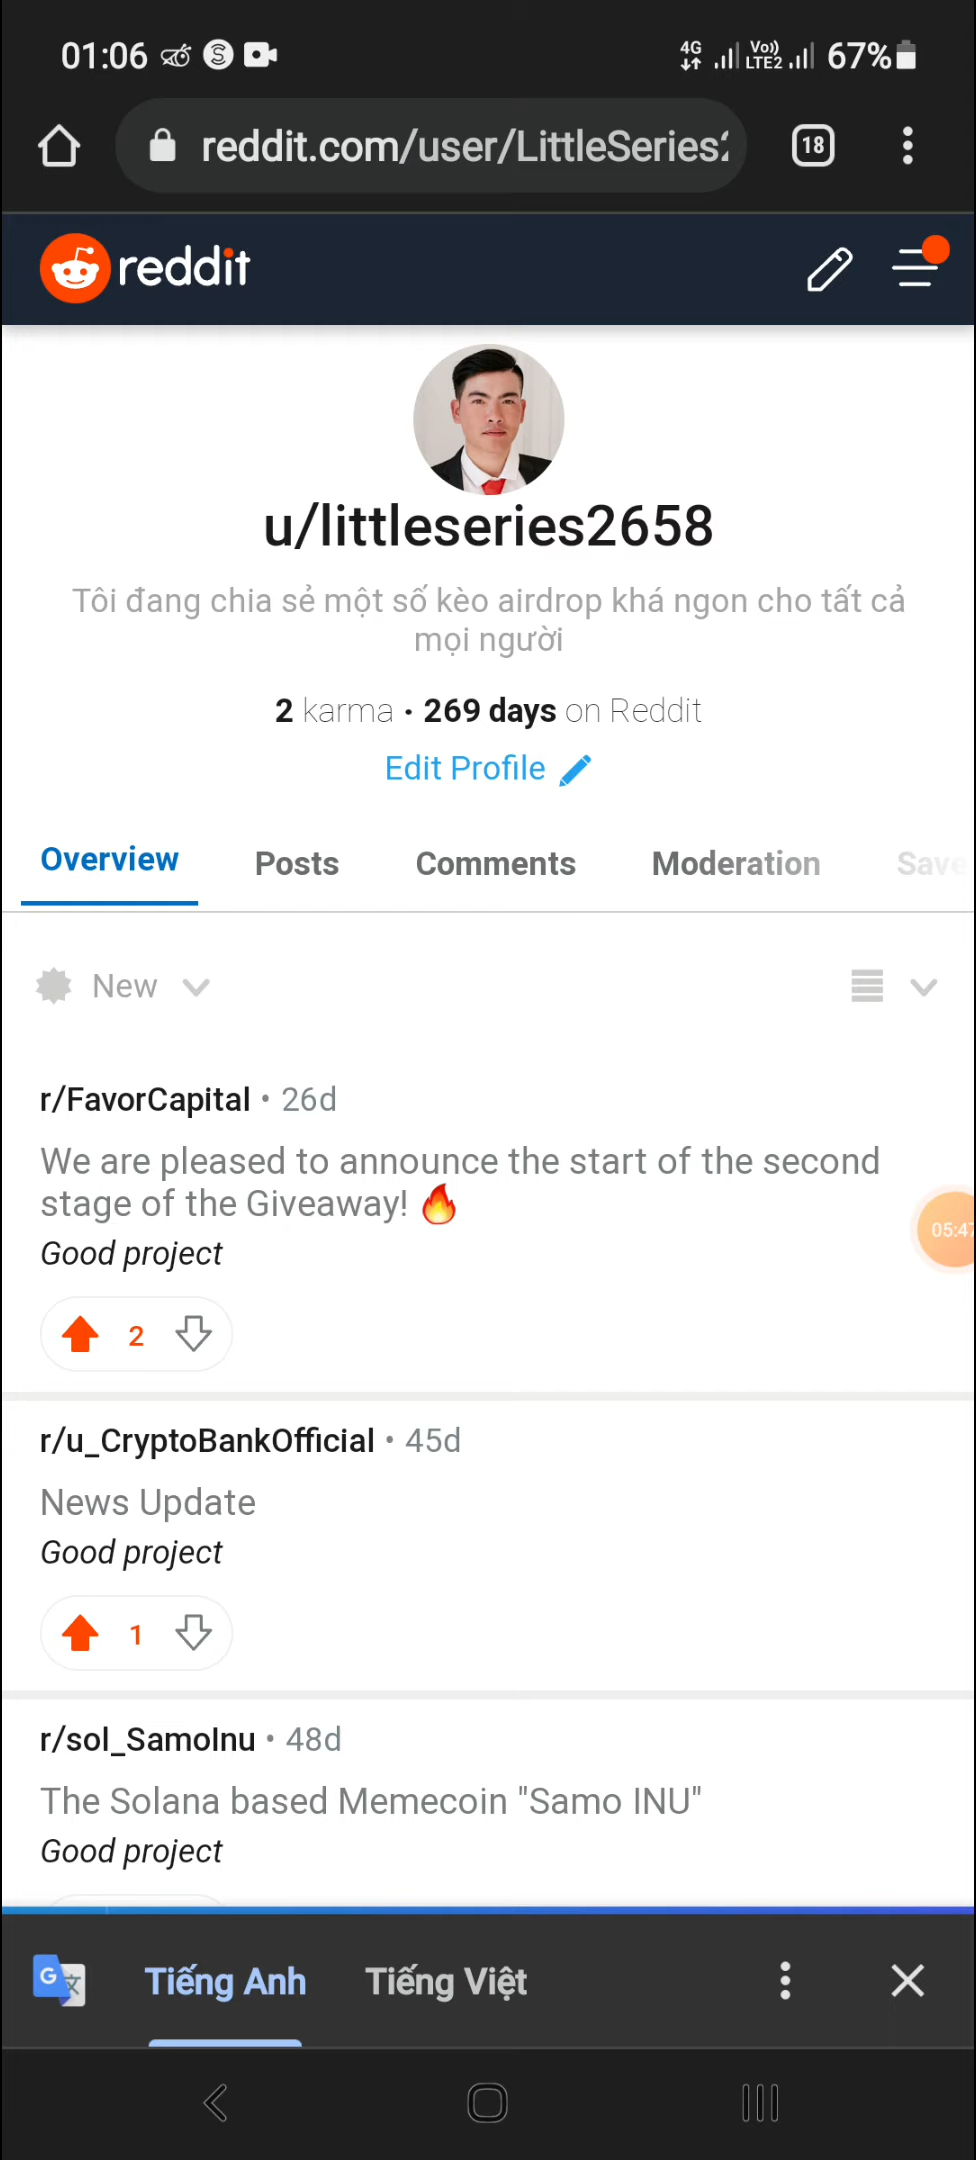 01:06 4G Vo)) LTE2 67%
reddit.com/user/LittleSeries 18
reddit
u/littleseries2658
Tôi đang chia sẻ một số kèo airdrop khá ngon cho tất cả
mọi người
2 karma • 269 days on Reddit
Edit Profile
Overview Posts Comments Moderation Save
New
r/FavorCapital • 26d
We are pleased to announce the start of the second
stage of the Giveaway! 🔥
Good project
05:47
2
r/u_CryptoBankOfficial • 45d
News Update
Good project
1
r/sol_SamoInu • 48d
The Solana based Memecoin "Samo INU"
Good project
Tiếng Anh Tiếng Việt